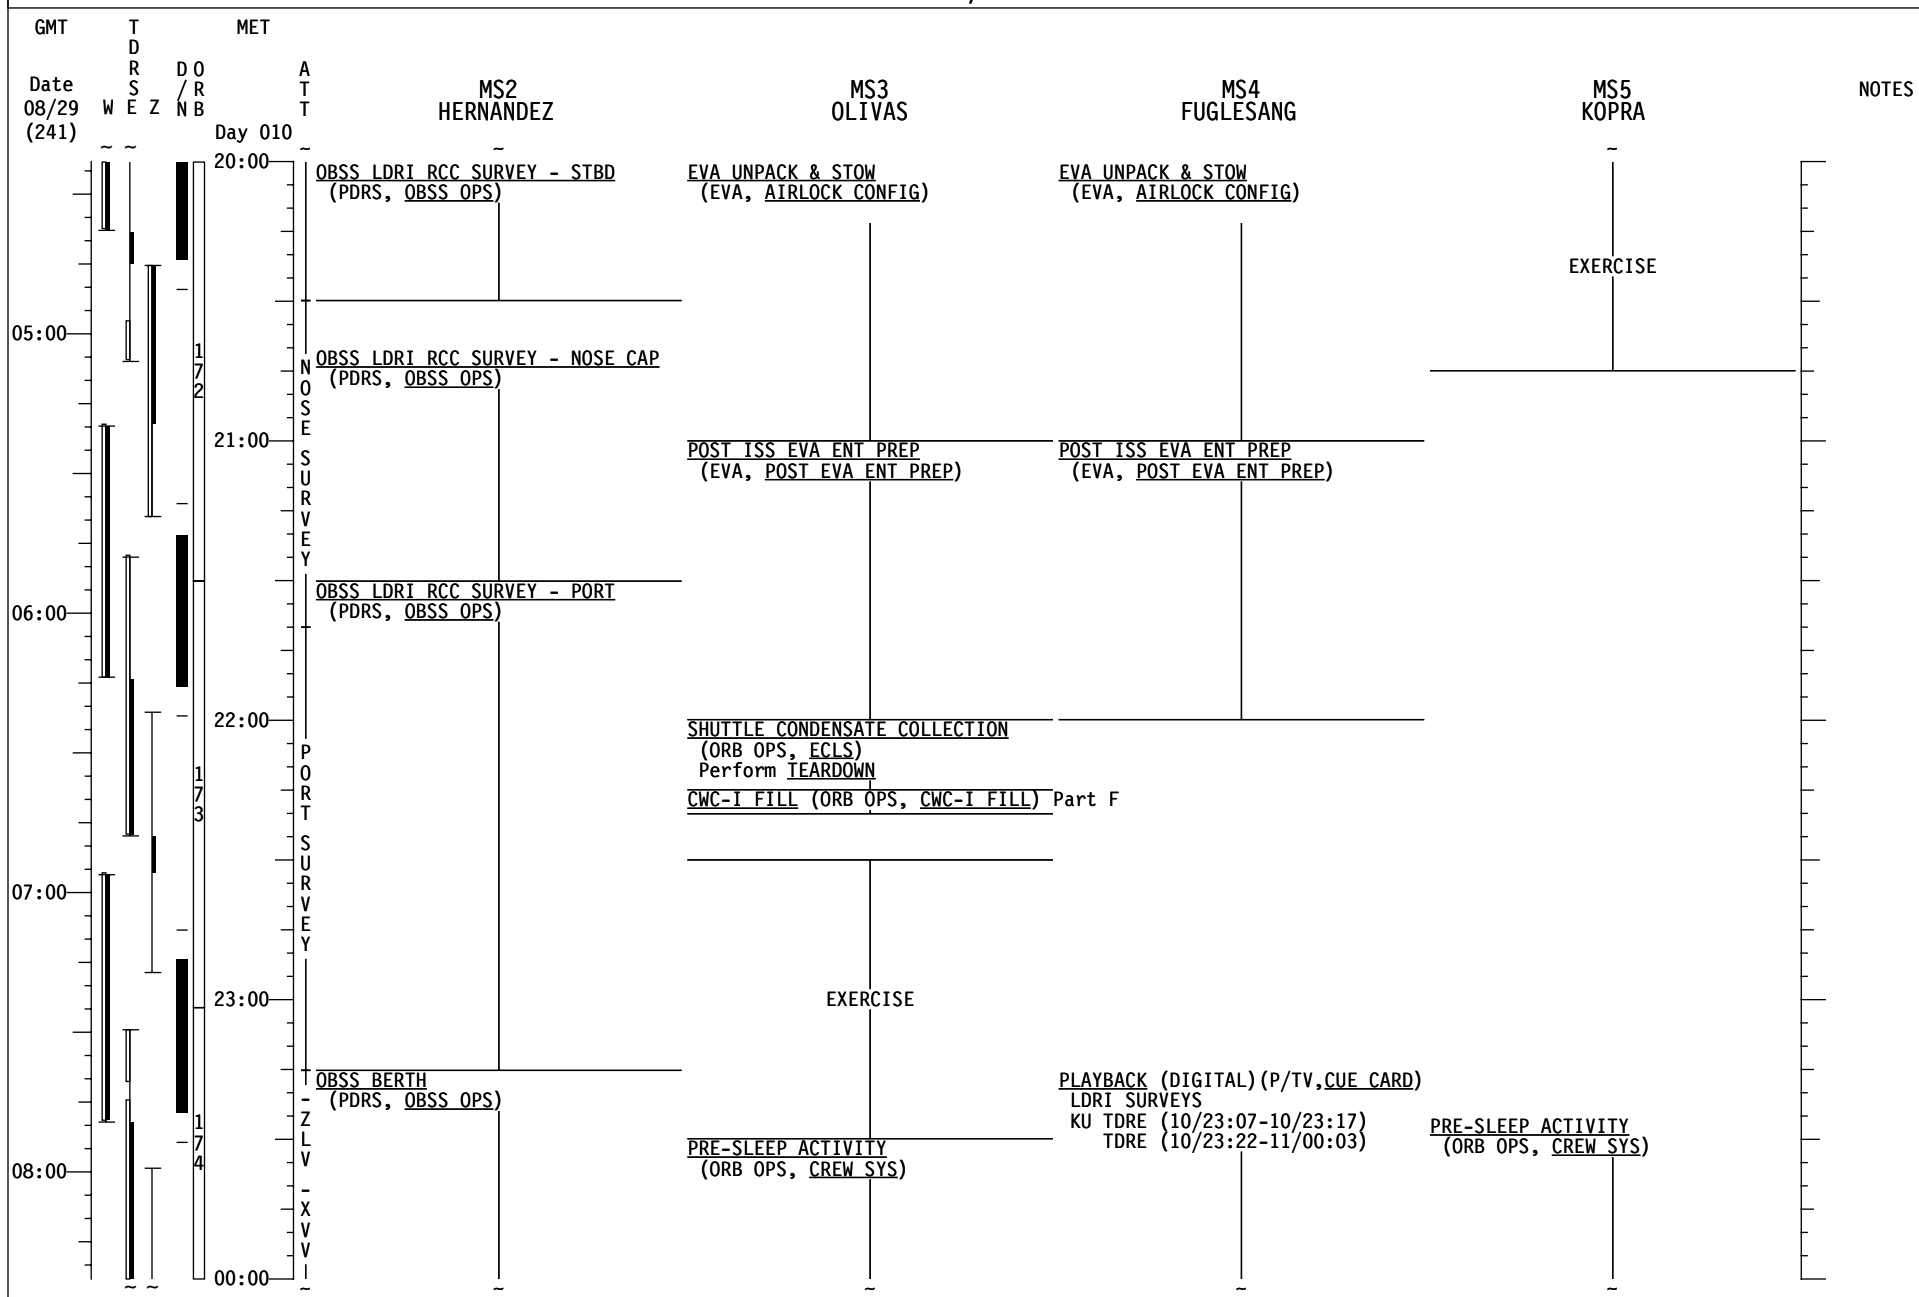 GMT
TDRS
MET
Date
08/29
(241)
W E Z
D/N
ORB
Day 010
ATT
MS2
HERNANDEZ
MS3
OLIVAS
MS4
FUGLESANG
MS5
KOPRA
NOTES
~ ~ ~ ~ ~
20:00
05:00
21:00
06:00
22:00
07:00
23:00
08:00
00:00
172
173
174
NOSE SURVEY
PORT SURVEY
-ZLV -XVV
OBSS LDRI RCC SURVEY - STBD
(PDRS, OBSS OPS)
OBSS LDRI RCC SURVEY - NOSE CAP
(PDRS, OBSS OPS)
OBSS LDRI RCC SURVEY - PORT
(PDRS, OBSS OPS)
OBSS BERTH
(PDRS, OBSS OPS)
EVA UNPACK & STOW
(EVA, AIRLOCK CONFIG)
POST ISS EVA ENT PREP
(EVA, POST EVA ENT PREP)
SHUTTLE CONDENSATE COLLECTION
(ORB OPS, ECLS)
Perform TEARDOWN
CWC-I FILL (ORB OPS, CWC-I FILL) Part F
EXERCISE
PRE-SLEEP ACTIVITY
(ORB OPS, CREW SYS)
EVA UNPACK & STOW
(EVA, AIRLOCK CONFIG)
POST ISS EVA ENT PREP
(EVA, POST EVA ENT PREP)
PLAYBACK (DIGITAL)(P/TV,CUE CARD)
LDRI SURVEYS
KU TDRE (10/23:07-10/23:17)
TDRE (10/23:22-11/00:03)
EXERCISE
PRE-SLEEP ACTIVITY
(ORB OPS, CREW SYS)
~ ~ ~ ~ ~ ~ ~